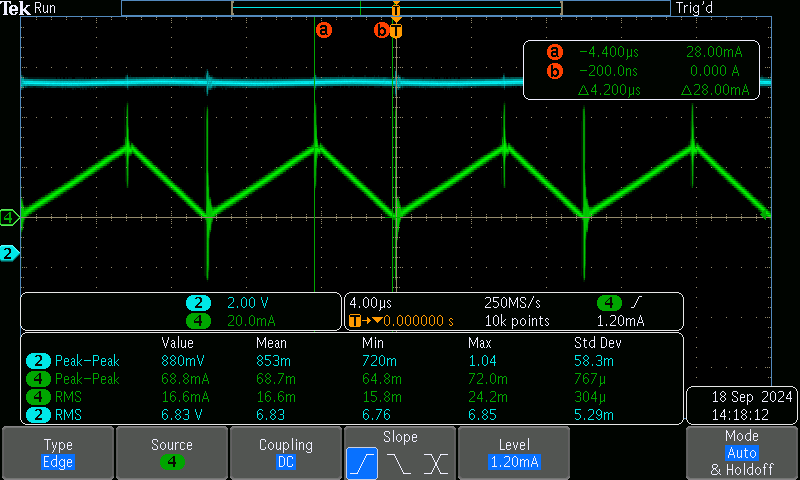 Tek Run Trig'd
a b T
a −4.400µs 28.00mA
b −200.0ns 0.000 A
△4.200µs △28.00mA
4
2
2 2.00 V
4 20.0mA
4.00µs 250MS/s 4
T→▼0.000000 s 10k points 1.20mA
Value Mean Min Max Std Dev
2 Peak−Peak 880mV 853m 720m 1.04 58.3m
4 Peak−Peak 68.8mA 68.7m 64.8m 72.0m 767µ
4 RMS 16.6mA 16.6m 15.8m 24.2m 304µ
2 RMS 6.83 V 6.83 6.76 6.85 5.29m
18 Sep 2024
14:18:12
Type
Edge
Source
4
Coupling
DC
Slope
Level
1.20mA
Mode
Auto
& Holdoff